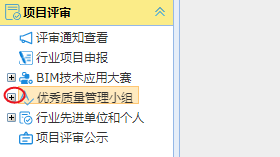 项目评审
评审通知查看
行业项目申报
BIM技术应用大赛
优秀质量管理小组
行业先进单位和个人
项目评审公示